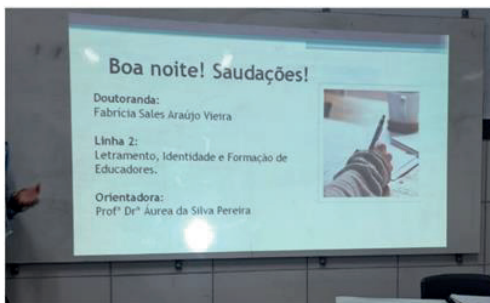 Boa noite! Saudações!
Doutoranda:
Fabricia Sales Araújo Vieira
Linha 2:
Letramento, Identidade e Formação de
Educadores.
Orientadora:
Profª Drª Áurea da Silva Pereira